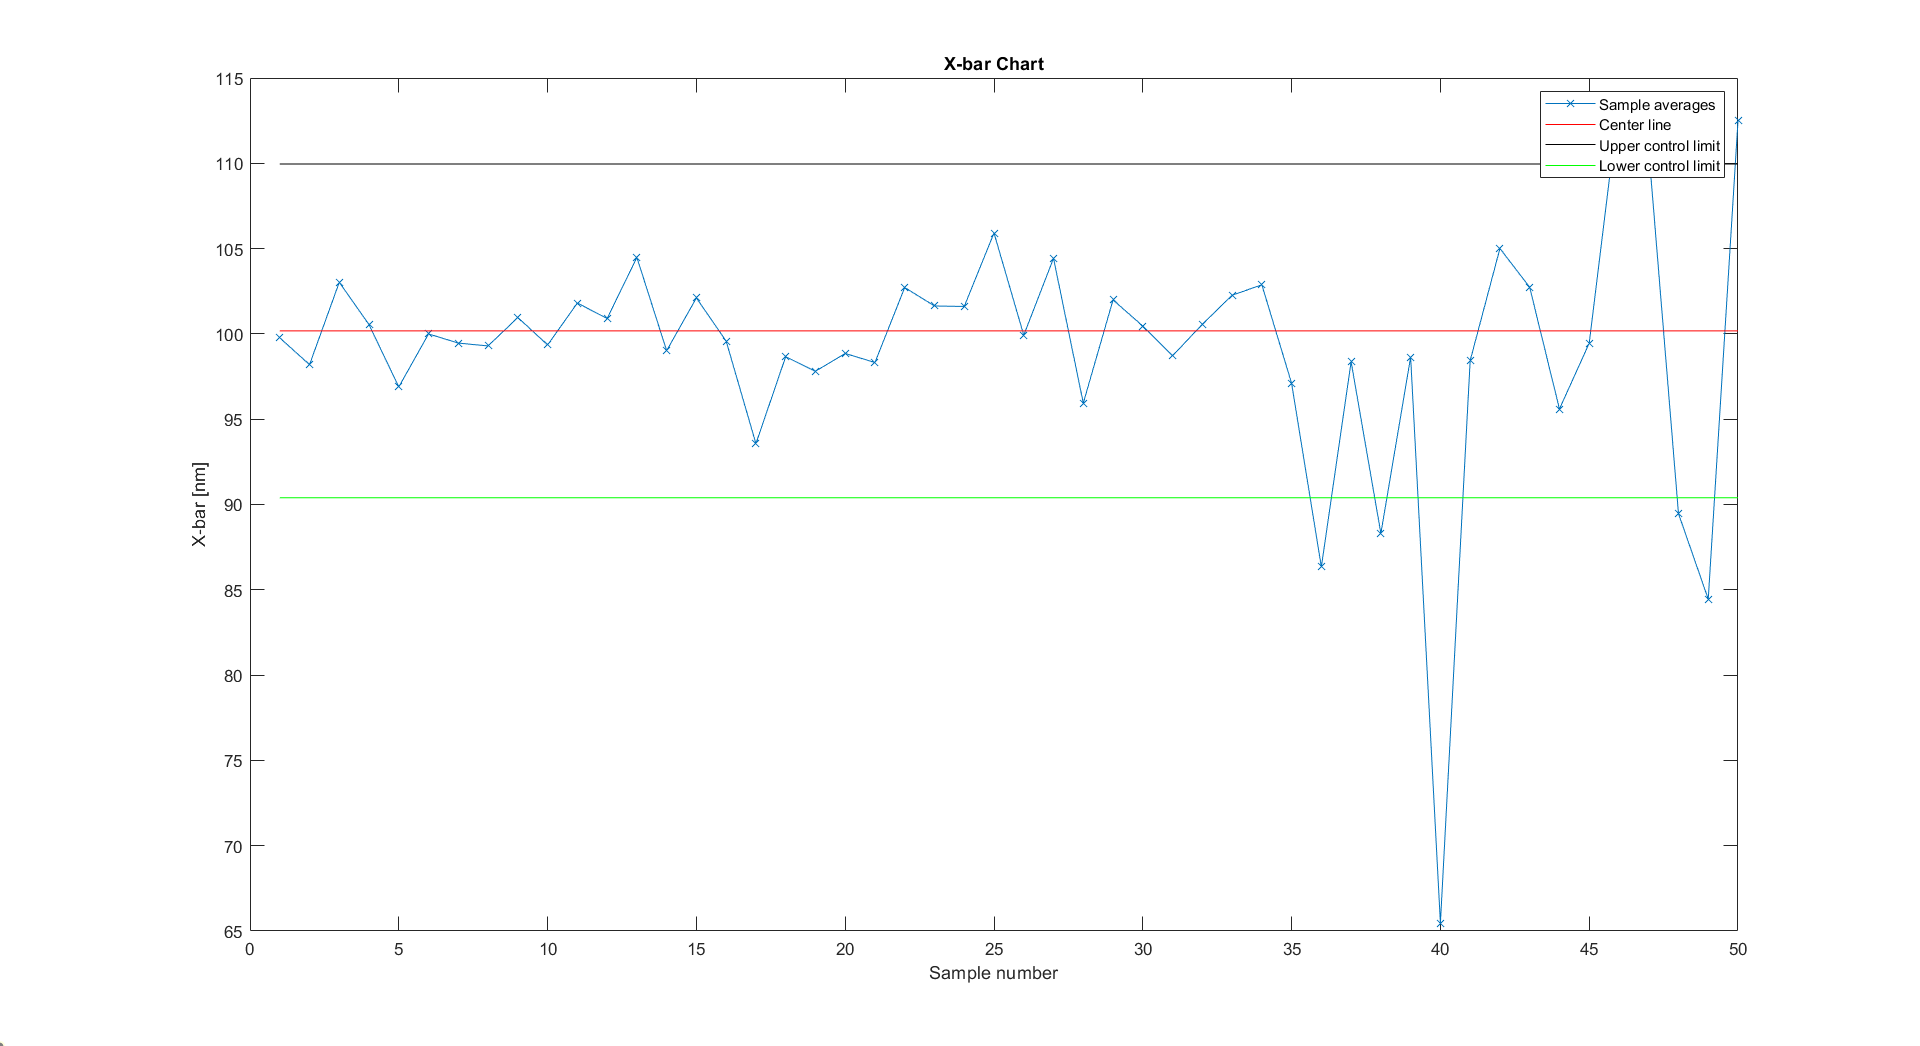 X-bar Chart
115
110
105
100
95
90
85
80
75
70
65
X-bar [nm]
Sample averages
Center line
Upper control limit
Lower control limit
0 5 10 15 20 25 30 35 40 45 50
Sample number